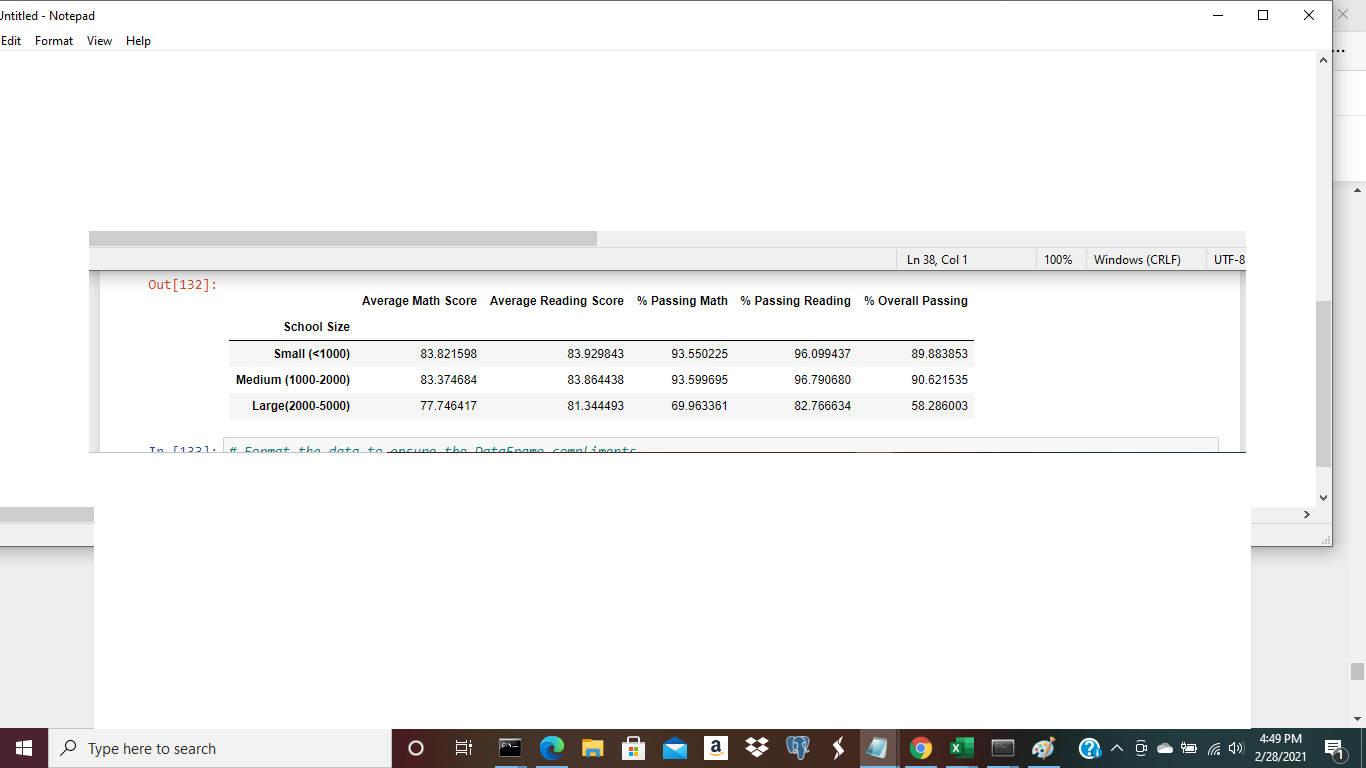 Untitled - Notepad
Edit Format View Help
Ln 38, Col 1 100% Windows (CRLF) UTF-8
Out[132]:
Average Math Score Average Reading Score % Passing Math % Passing Reading % Overall Passing
School Size
Small (<1000) 83.821598 83.929843 93.550225 96.099437 89.883853
Medium (1000-2000) 83.374684 83.864438 93.599695 96.790680 90.621535
Large(2000-5000) 77.746417 81.344493 69.963361 82.766634 58.286003
In [133]: # Format the data to ensure the DataFrame compliments
Type here to search
4:49 PM
2/28/2021
1